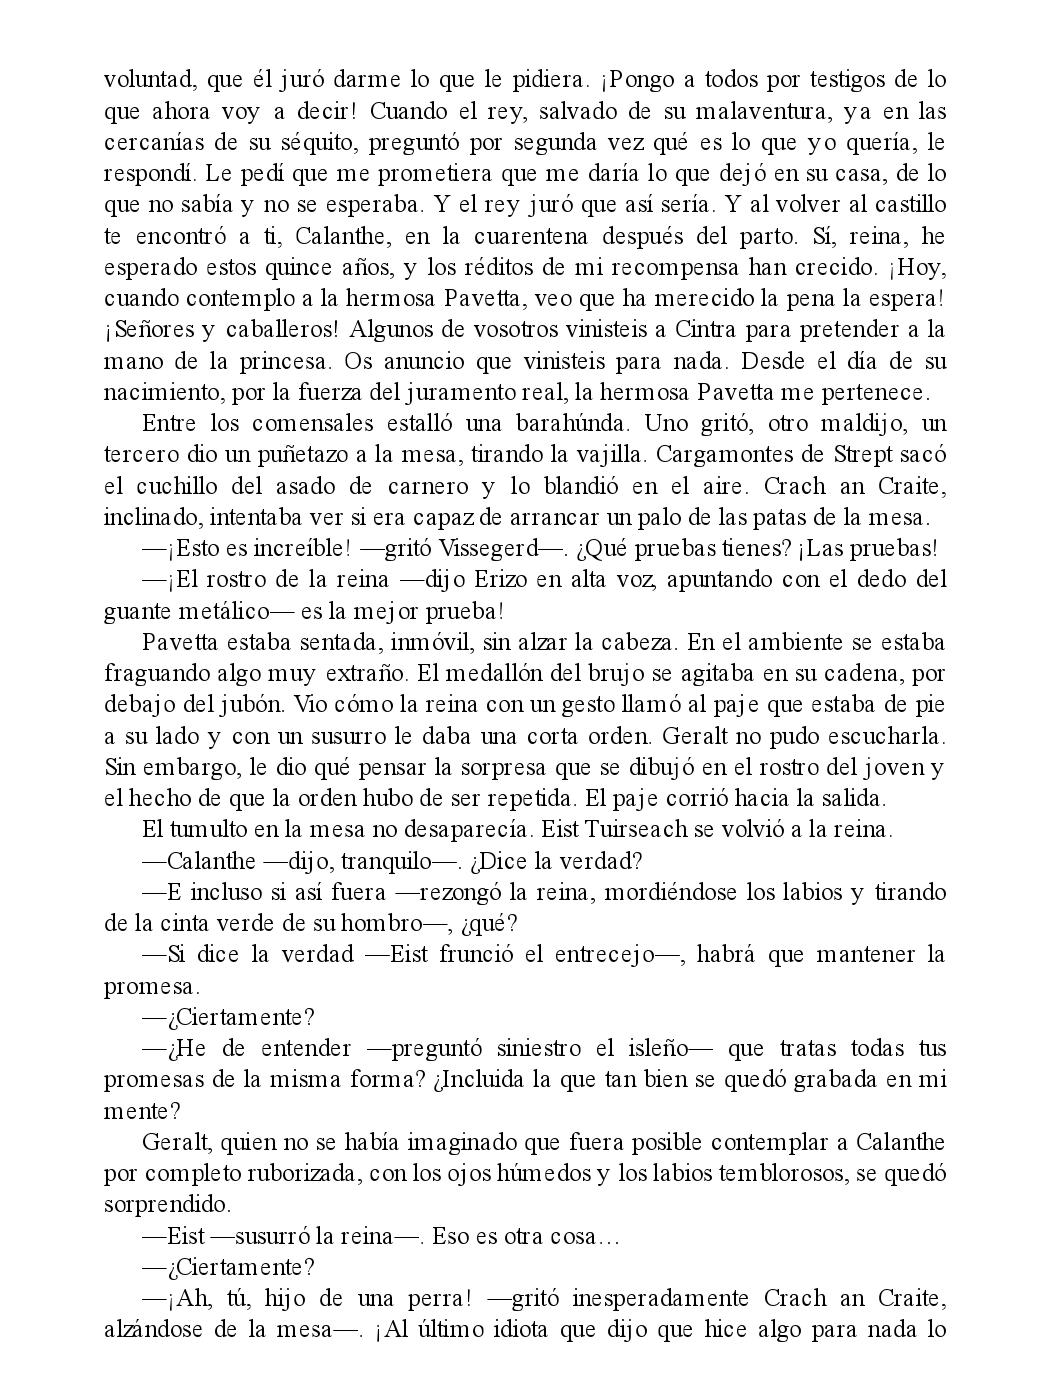 voluntad, que él juró darme lo que le pidiera. ¡Pongo a todos por testigos de lo
que ahora voy a decir! Cuando el rey, salvado de su malaventura, ya en las
cercanías de su séquito, preguntó por segunda vez qué es lo que yo quería, le
respondí. Le pedí que me prometiera que me daría lo que dejó en su casa, de lo
que no sabía y no se esperaba. Y el rey juró que así sería. Y al volver al castillo
te encontró a ti, Calanthe, en la cuarentena después del parto. Sí, reina, he
esperado estos quince años, y los réditos de mi recompensa han crecido. ¡Hoy,
cuando contemplo a la hermosa Pavetta, veo que ha merecido la pena la espera!
¡Señores y caballeros! Algunos de vosotros vinisteis a Cintra para pretender a la
mano de la princesa. Os anuncio que vinisteis para nada. Desde el día de su
nacimiento, por la fuerza del juramento real, la hermosa Pavetta me pertenece.
Entre los comensales estalló una barahúnda. Uno gritó, otro maldijo, un
tercero dio un puñetazo a la mesa, tirando la vajilla. Cargamontes de Strept sacó
el cuchillo del asado de carnero y lo blandió en el aire. Crach an Craite,
inclinado, intentaba ver si era capaz de arrancar un palo de las patas de la mesa.
—¡Esto es increíble! —gritó Vissegerd—. ¿Qué pruebas tienes? ¡Las pruebas!
—¡El rostro de la reina —dijo Erizo en alta voz, apuntando con el dedo del
guante metálico— es la mejor prueba!
Pavetta estaba sentada, inmóvil, sin alzar la cabeza. En el ambiente se estaba
fraguando algo muy extraño. El medallón del brujo se agitaba en su cadena, por
debajo del jubón. Vio cómo la reina con un gesto llamó al paje que estaba de pie
a su lado y con un susurro le daba una corta orden. Geralt no pudo escucharla.
Sin embargo, le dio qué pensar la sorpresa que se dibujó en el rostro del joven y
el hecho de que la orden hubo de ser repetida. El paje corrió hacia la salida.
El tumulto en la mesa no desaparecía. Eist Tuirseach se volvió a la reina.
—Calanthe —dijo, tranquilo—. ¿Dice la verdad?
—E incluso si así fuera —rezongó la reina, mordiéndose los labios y tirando
de la cinta verde de su hombro—, ¿qué?
—Si dice la verdad —Eist frunció el entrecejo—, habrá que mantener la
promesa.
—¿Ciertamente?
—¿He de entender —preguntó siniestro el isleño— que tratas todas tus
promesas de la misma forma? ¿Incluida la que tan bien se quedó grabada en mi
mente?
Geralt, quien no se había imaginado que fuera posible contemplar a Calanthe
por completo ruborizada, con los ojos húmedos y los labios temblorosos, se quedó
sorprendido.
—Eist —susurró la reina—. Eso es otra cosa…
—¿Ciertamente?
—¡Ah, tú, hijo de una perra! —gritó inesperadamente Crach an Craite,
alzándose de la mesa—. ¡Al último idiota que dijo que hice algo para nada lo